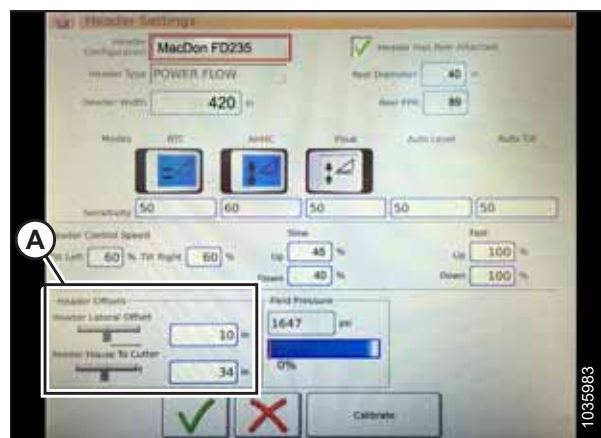 Header Settings
Header
Configuration MacDon FD235 Header Has Reel Attached
Header Type POWER FLOW Reel Diameter 40 in
Header Width 420 in Reel PPR 89
Modes RTC AHHC Float Auto Level Auto Tilt
Sensitivity 50 60 50 50 50
A
Header Control Speed Slow Fast
Tilt Left 60 % Tilt Right 60 % Up 48 % Up 100 %
Down 40 % Down 100 %
Header Offsets Field Pressure
Header Lateral Offset 1647 psi
10 in
Feeder House To Cutter 0%
34 in
Calibrate
1035983